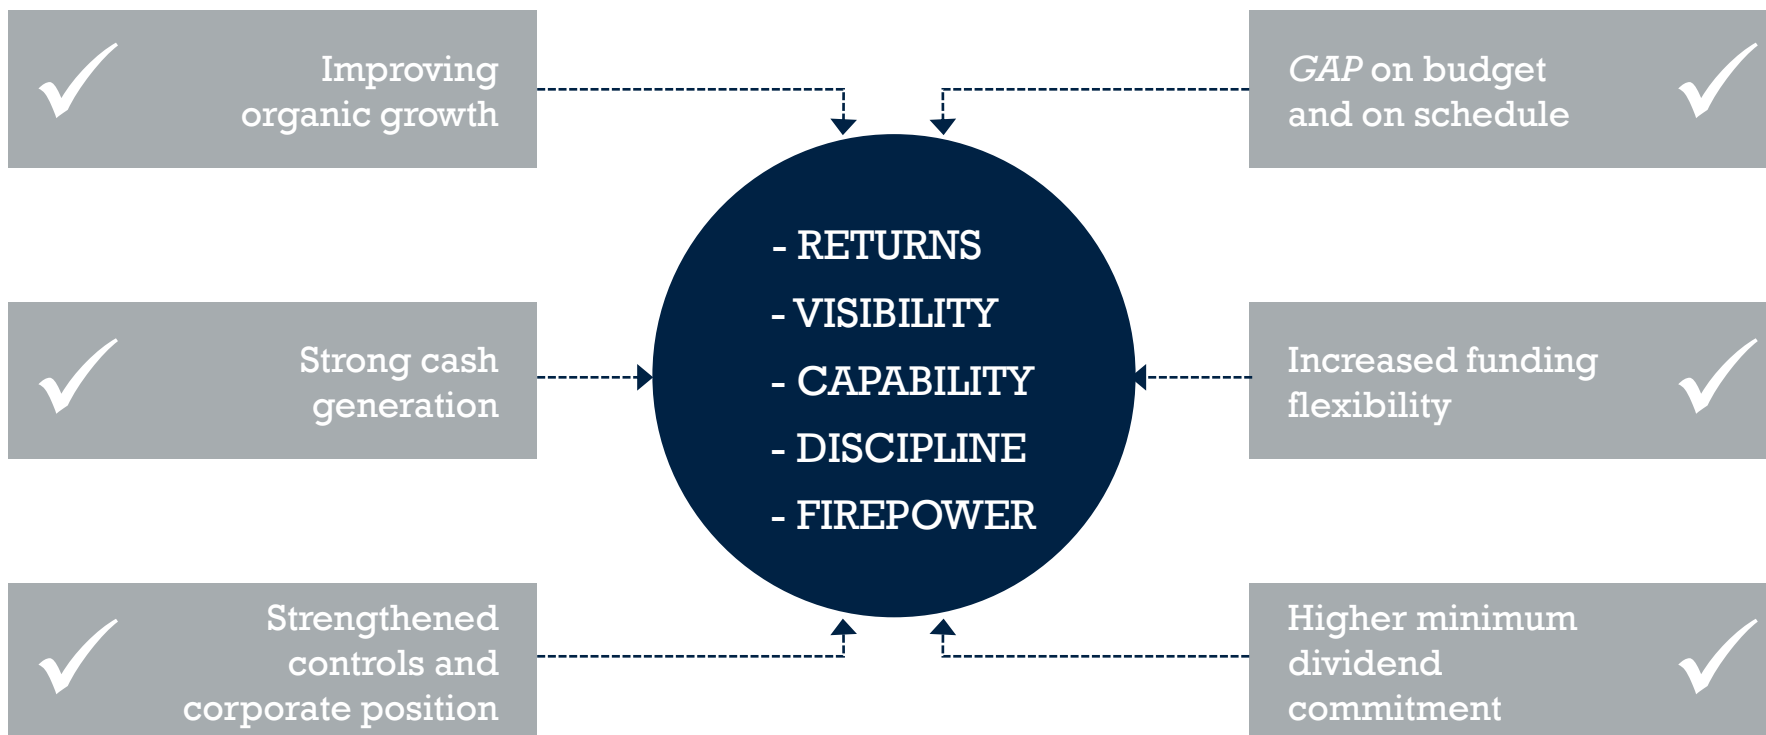 Improving
organic growth
GAP on budget
and on schedule
- RETURNS
- VISIBILITY
- CAPABILITY
- DISCIPLINE
- FIREPOWER
Strong cash
generation
Increased funding
flexibility
Strengthened
controls and
corporate position
Higher minimum
dividend
commitment